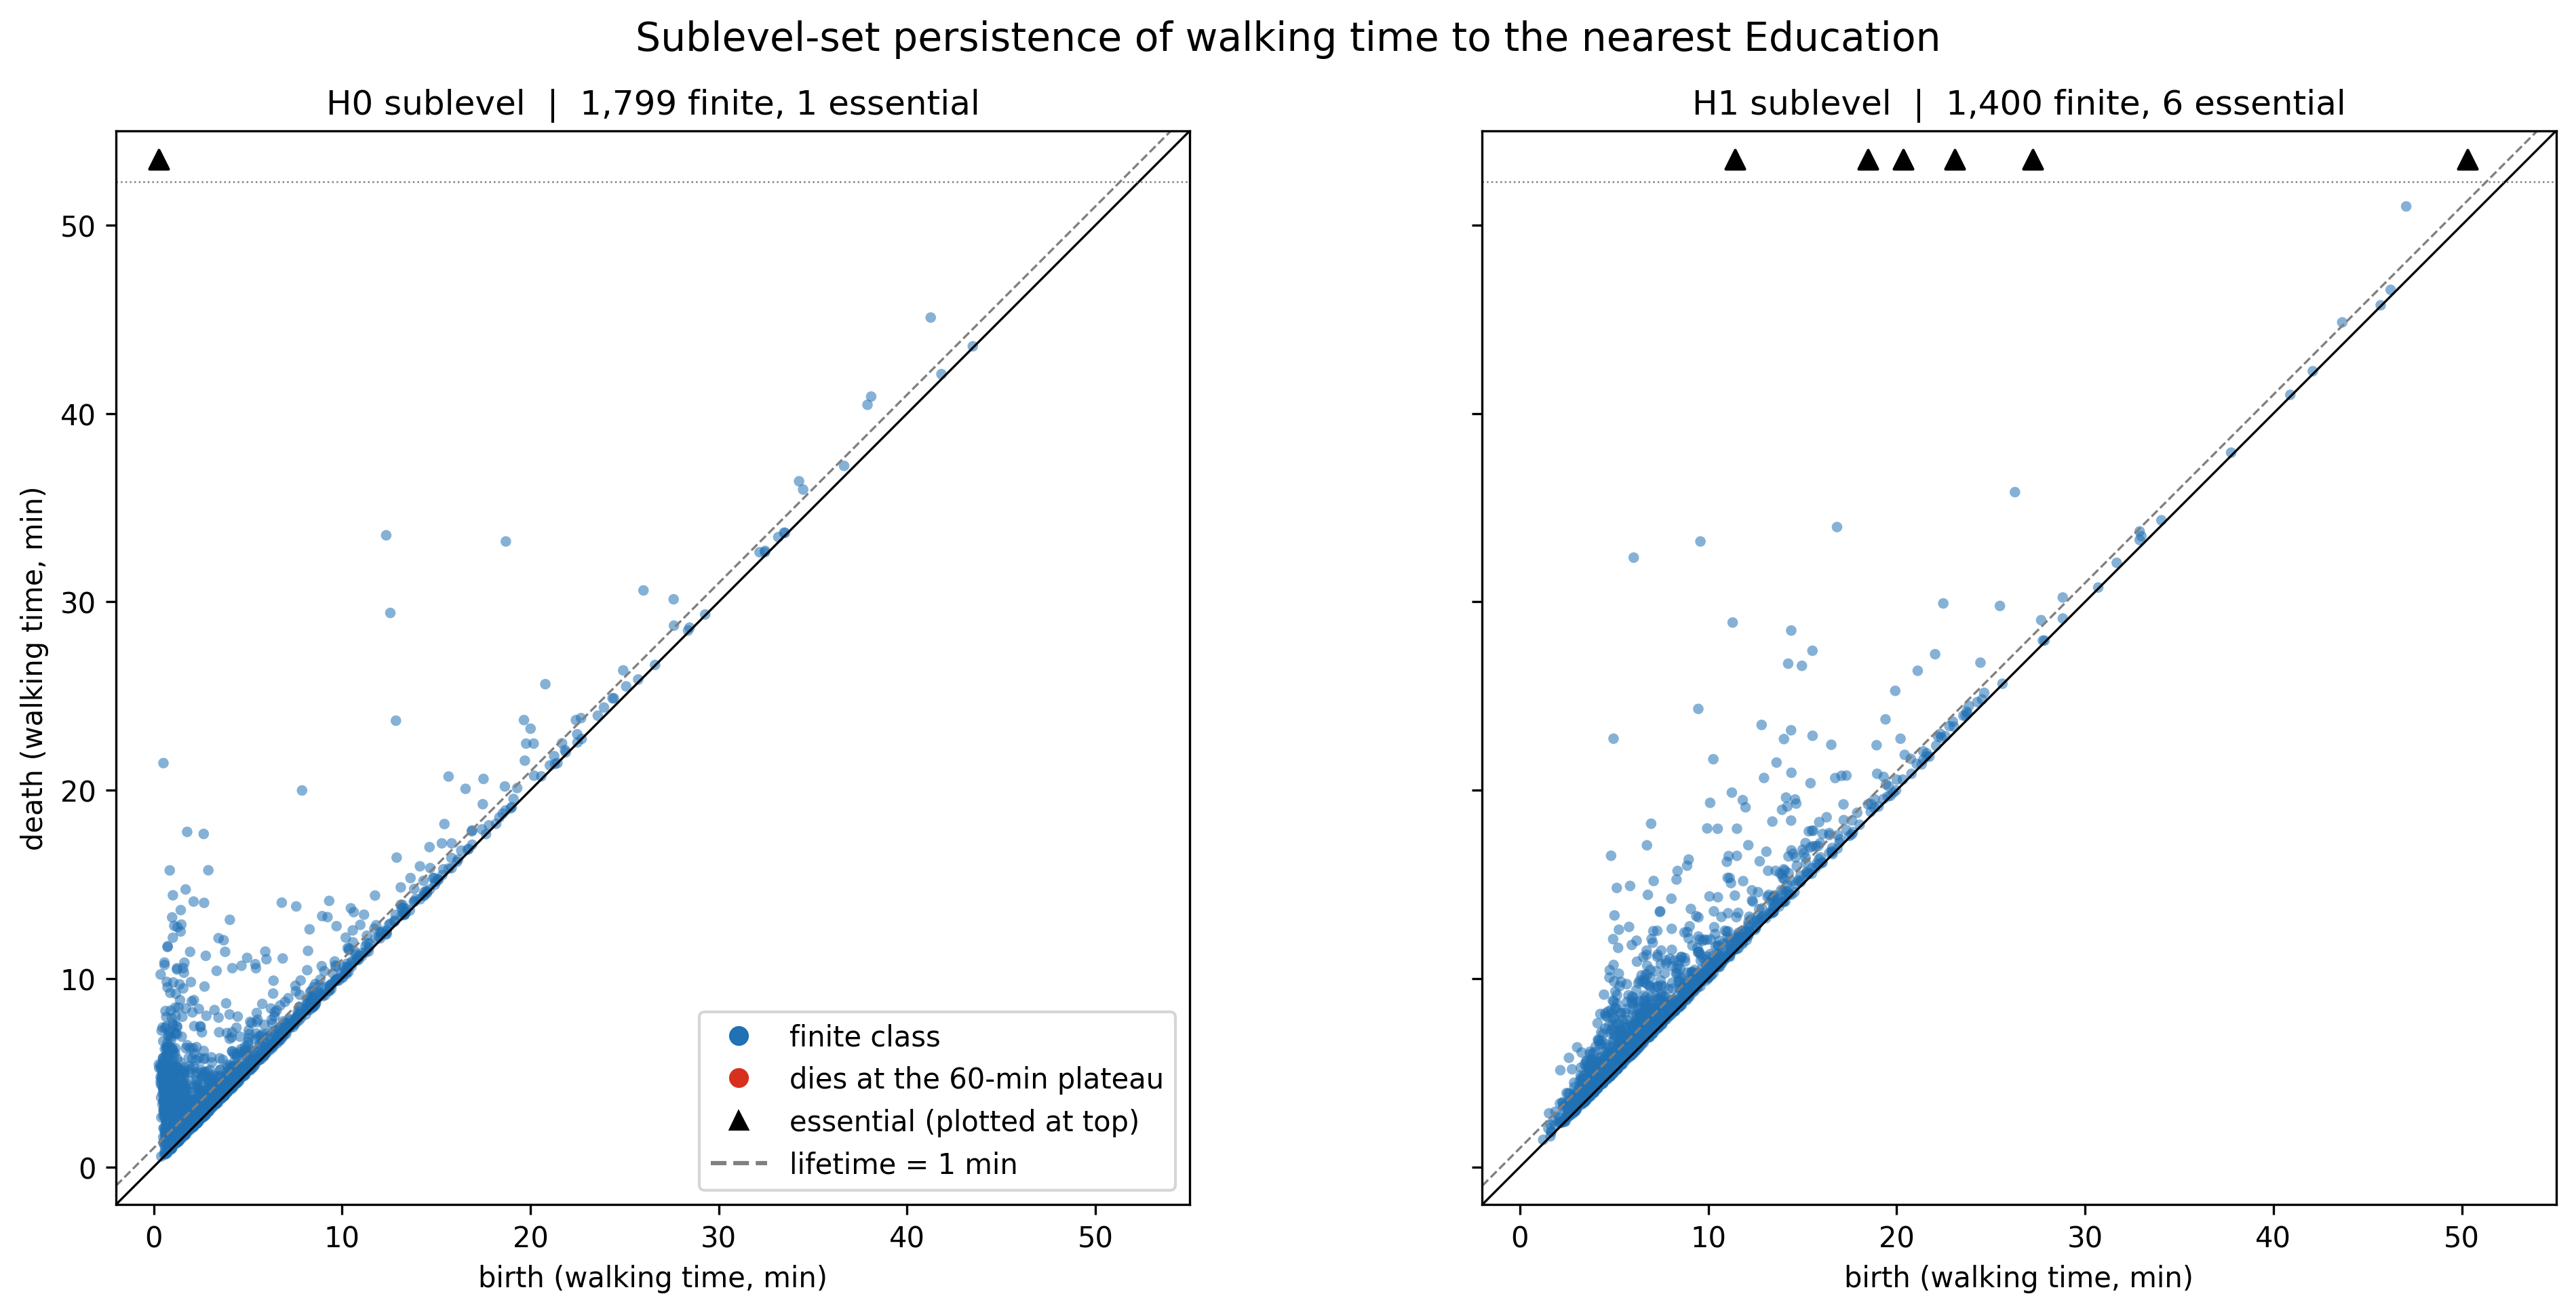 Sublevel-set persistence of walking time to the nearest Education
H0 sublevel | 1,799 finite, 1 essential
H1 sublevel | 1,400 finite, 6 essential
death (walking time, min)
50
40
30
20
10
0
finite class
dies at the 60-min plateau
essential (plotted at top)
lifetime = 1 min
0 10 20 30 40 50
0 10 20 30 40 50
birth (walking time, min)
birth (walking time, min)